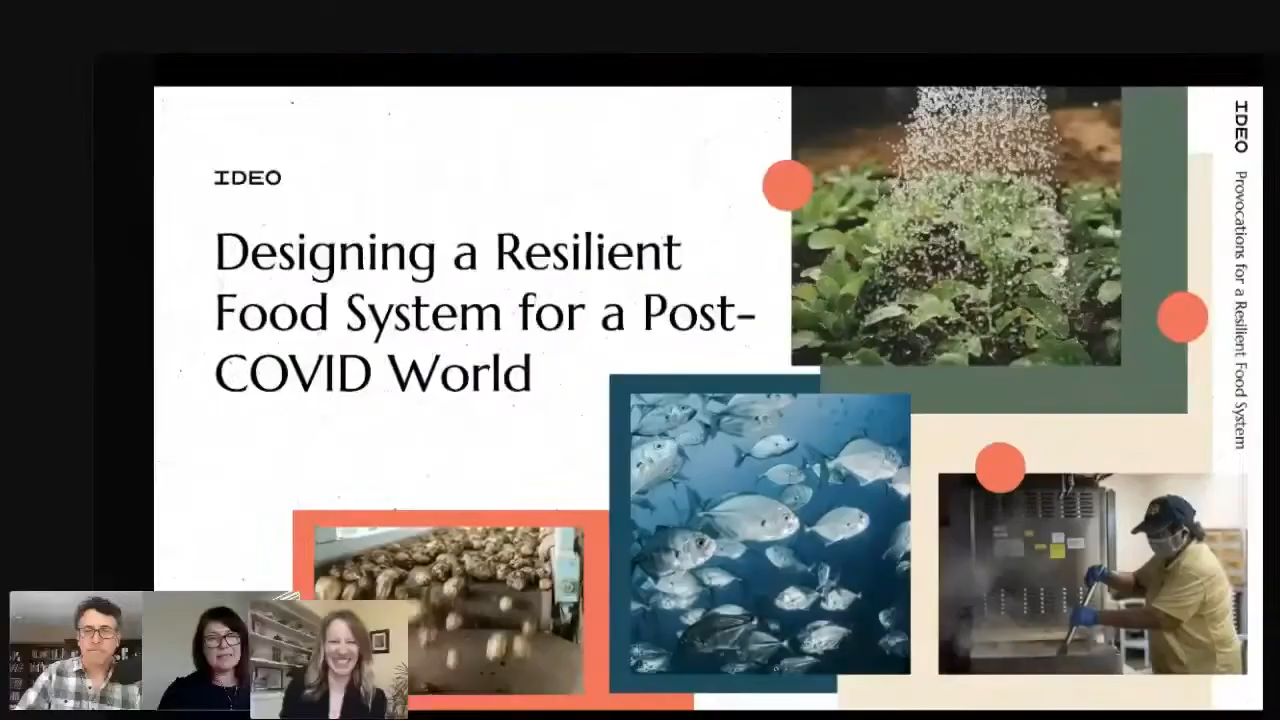 IDEO
Designing a Resilient
Food System for a Post-
COVID World
IDEO Provocations for a Resilient Food System